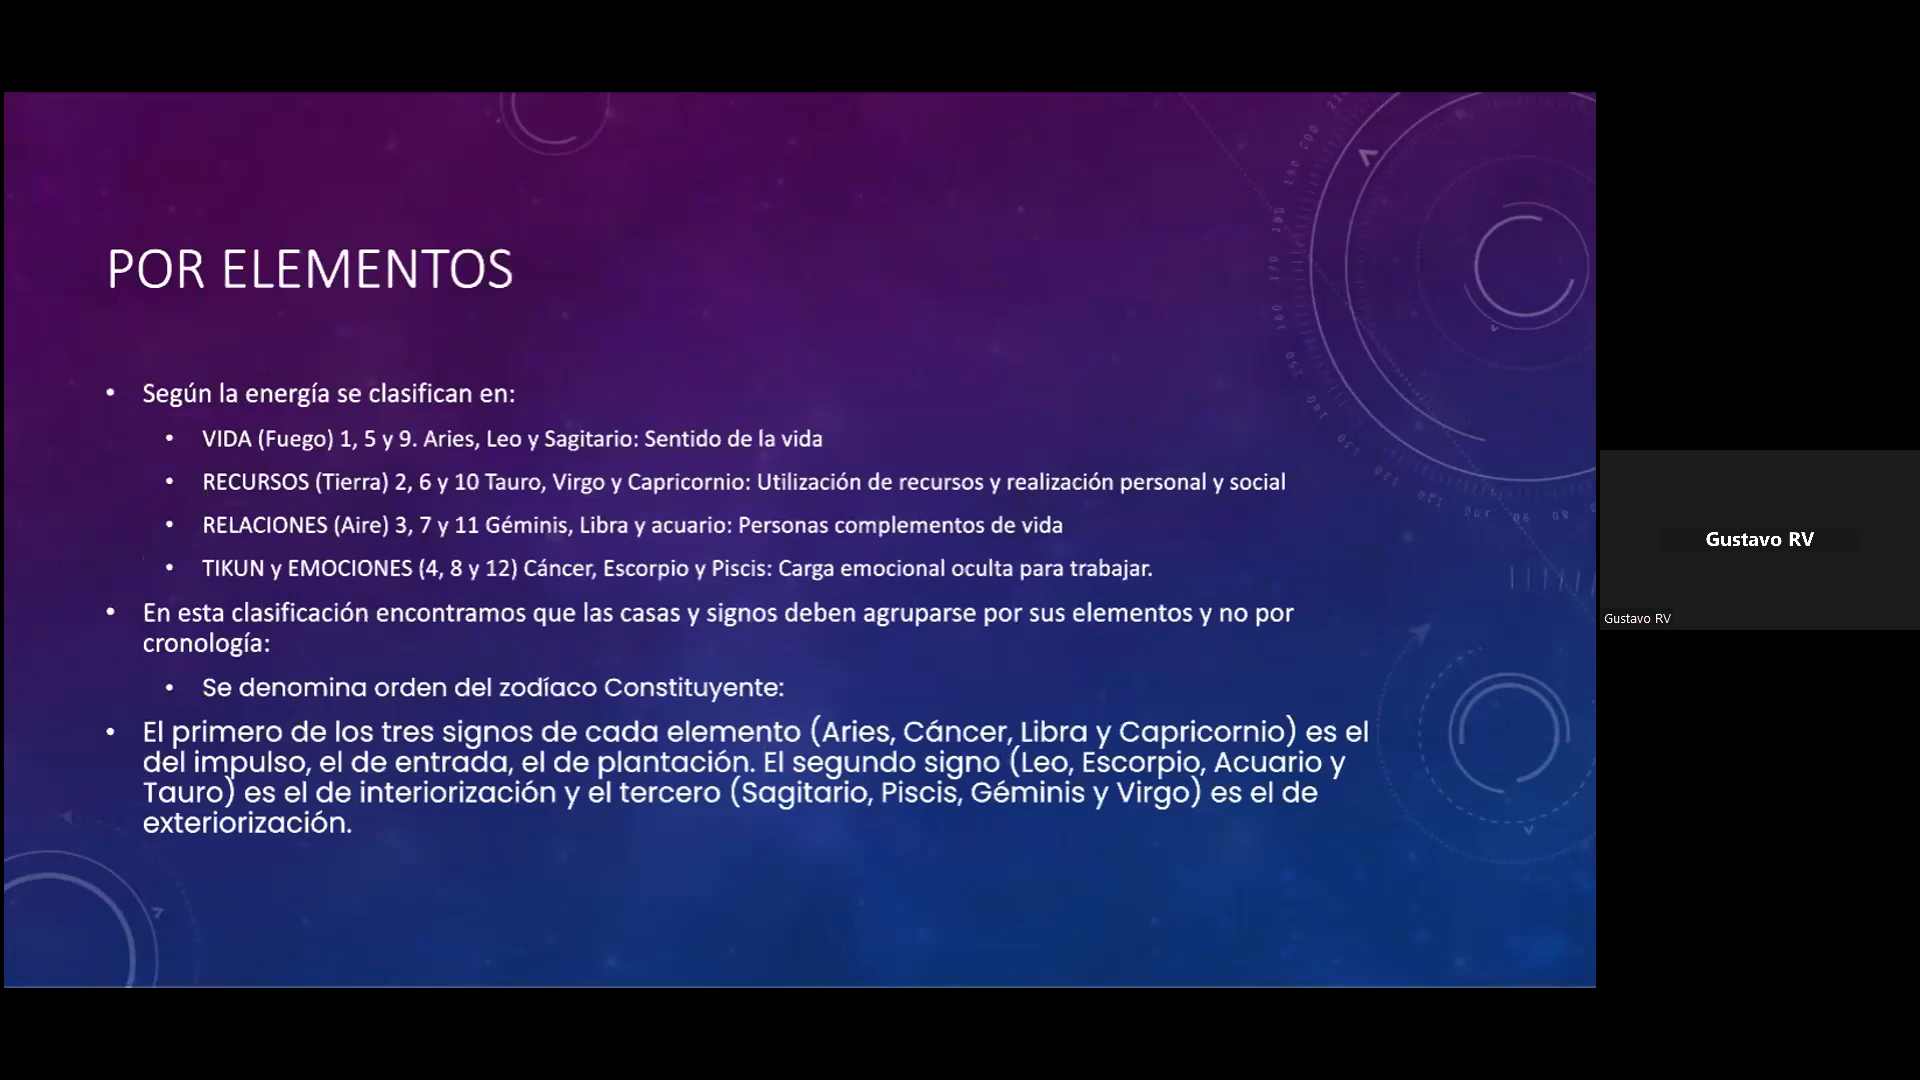 POR ELEMENTOS
• Según la energía se clasifican en:
• VIDA (Fuego) 1, 5 y 9. Aries, Leo y Sagitario: Sentido de la vida
• RECURSOS (Tierra) 2, 6 y 10 Tauro, Virgo y Capricornio: Utilización de recursos y realización personal y social
• RELACIONES (Aire) 3, 7 y 11 Géminis, Libra y acuario: Personas complementos de vida
• TIKUN y EMOCIONES (4, 8 y 12) Cáncer, Escorpio y Piscis: Carga emocional oculta para trabajar.
• En esta clasificación encontramos que las casas y signos deben agruparse por sus elementos y no por
cronología:
• Se denomina orden del zodíaco Constituyente:
• El primero de los tres signos de cada elemento (Aries, Cáncer, Libra y Capricornio) es el
del impulso, el de entrada, el de plantación. El segundo signo (Leo, Escorpio, Acuario y
Tauro) es el de interiorización y el tercero (Sagitario, Piscis, Géminis y Virgo) es el de
exteriorización.
Gustavo RV
Gustavo RV